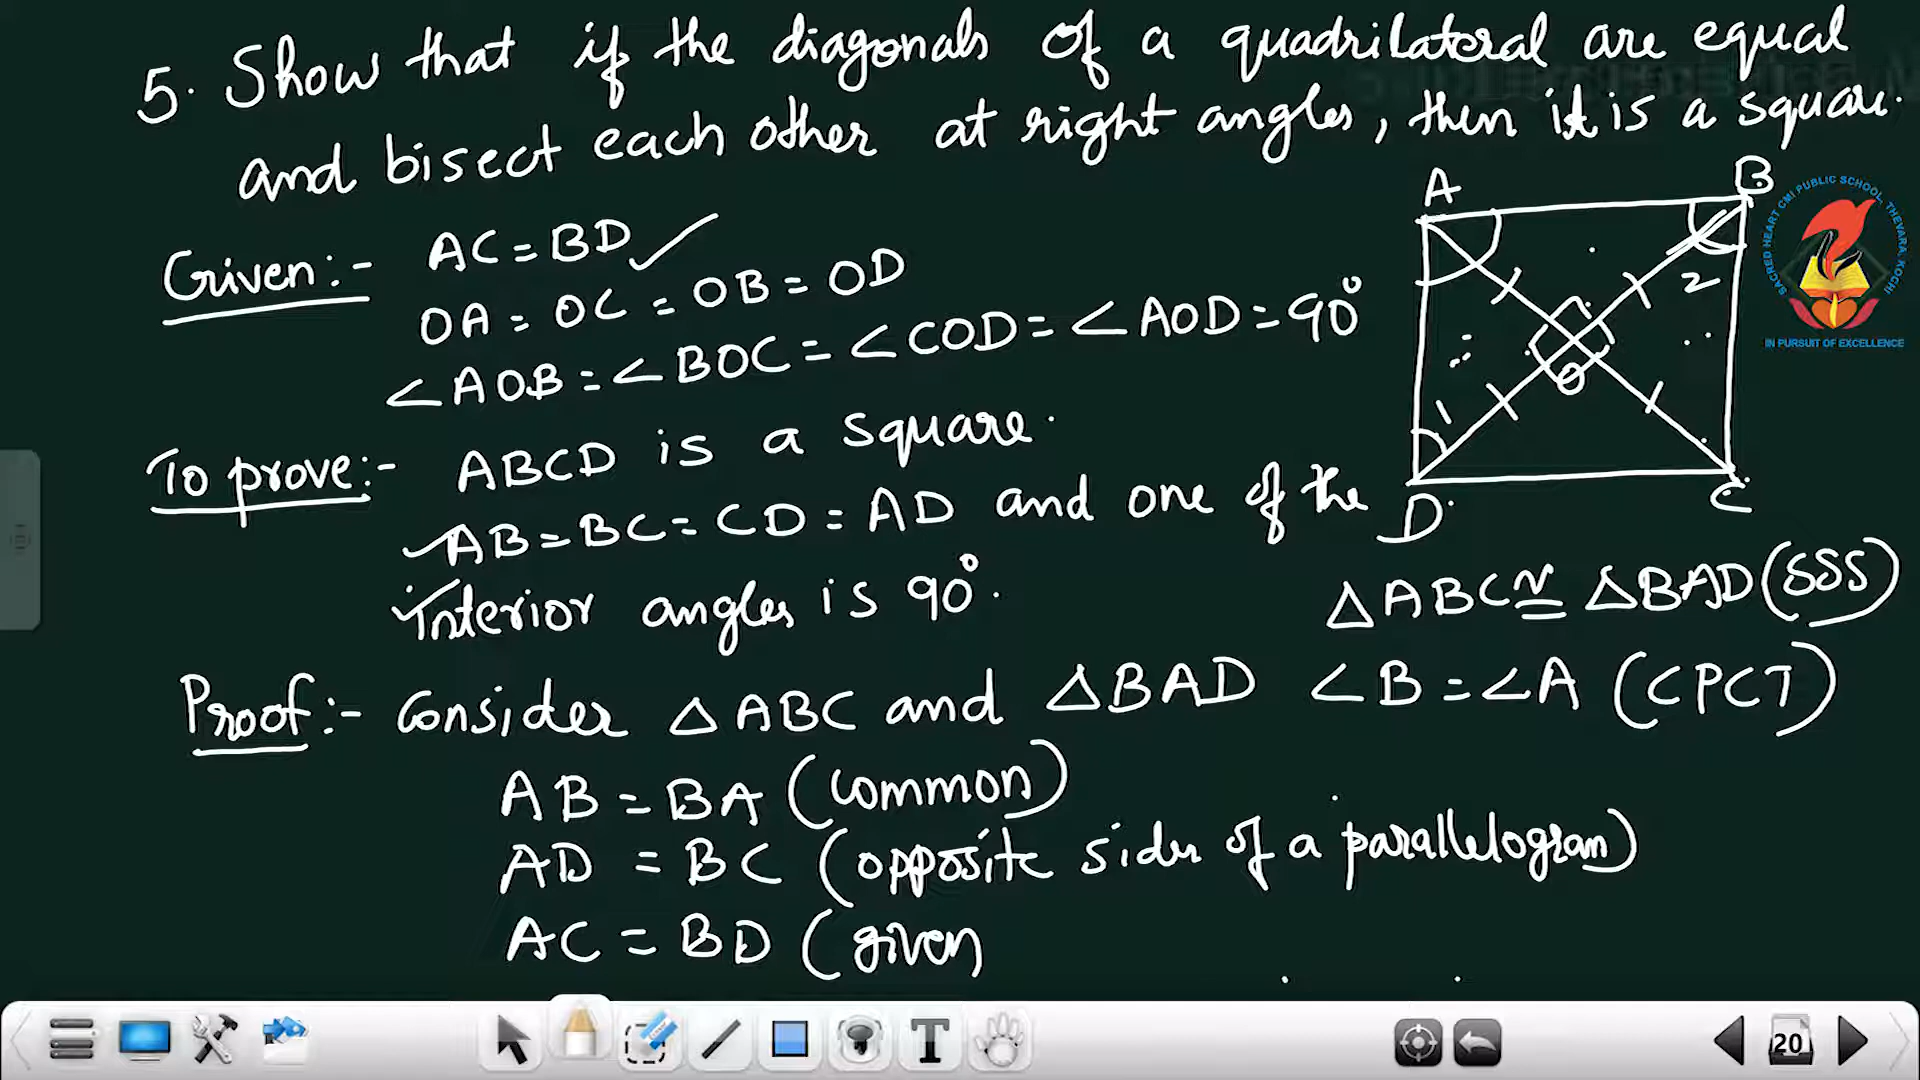 5. Show that if the diagonals of a quadrilateral are equal
and bisect each other at right angles, then it is a square.
Given:- AC = BD ✓
OA = OC = OB = OD
∠AOB = ∠BOC = ∠COD = ∠AOD = 90°
To prove:- ABCD is a square.
AB = BC = CD = AD and one of the
Interior angles is 90°.
Proof:- Consider △ABC and △BAD
AB = BA (common)
AD = BC (opposite sides of a parallelogram)
AC = BD (given
A B
2
O
1
D C
△ABC ≅ △BAD (SSS)
∠B = ∠A (CPCT)
SACRED HEART CMI PUBLIC SCHOOL, THEVARA, KOCHI
IN PURSUIT OF EXCELLENCE
T
20